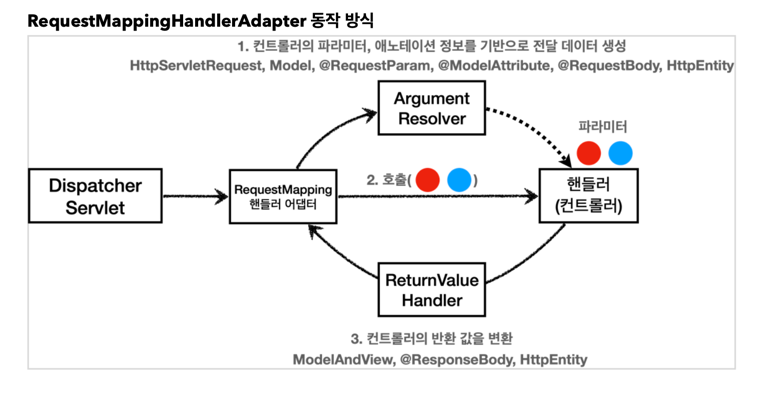 RequestMappingHandlerAdapter 동작 방식
1. 컨트롤러의 파라미터, 애노테이션 정보를 기반으로 전달 데이터 생성
HttpServletRequest, Model, @RequestParam, @ModelAttribute, @RequestBody, HttpEntity
Argument
Resolver
파라미터
Dispatcher
Servlet
RequestMapping
핸들러 어댑터
2. 호출( )
핸들러
(컨트롤러)
ReturnValue
Handler
3. 컨트롤러의 반환 값을 변환
ModelAndView, @ResponseBody, HttpEntity